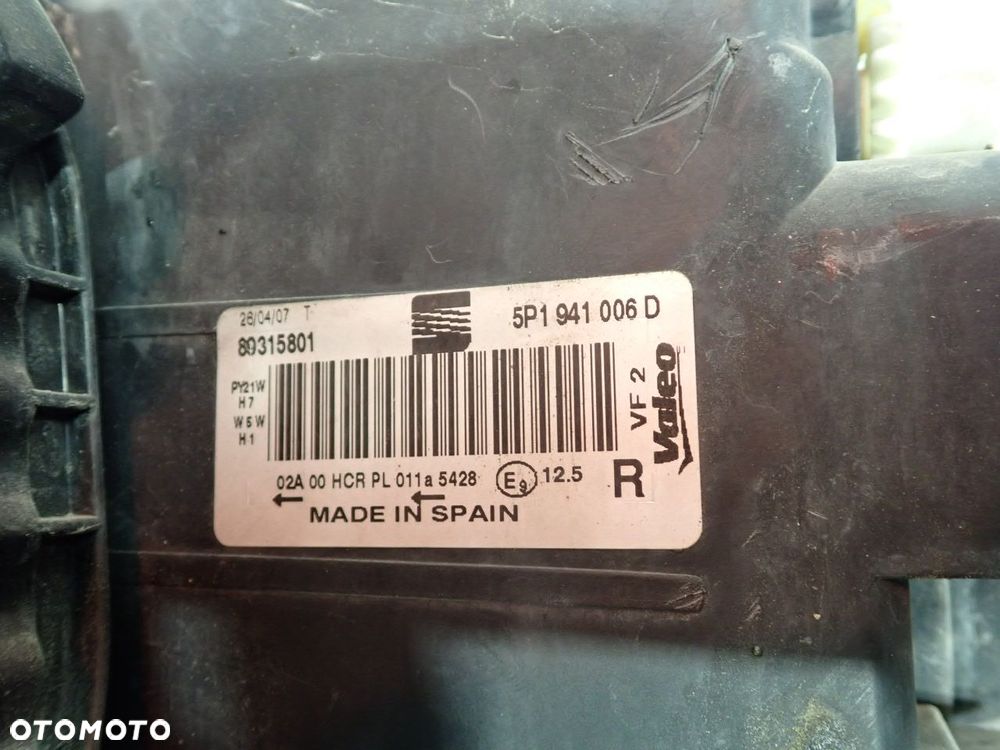 26/04/07 T
5P1 941 006 D
89315801
PY21W
H7
W5W
H1
VF 2
Valeo
02A 00 HCR PL 011a 5428 E9 12.5
R
MADE IN SPAIN
OTOMOTO